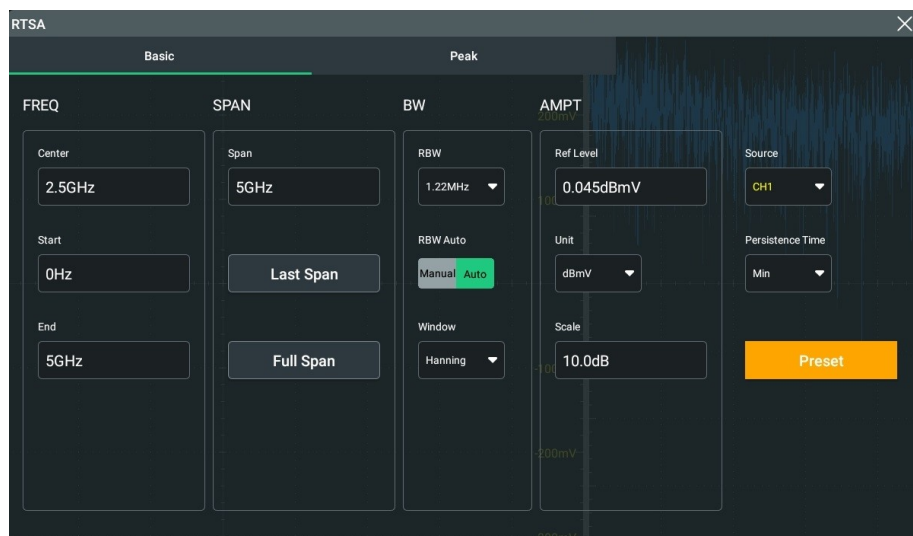 RTSA
Basic Peak
FREQ SPAN BW AMPT
200mV
Center Span RBW Ref Level Source
2.5GHz 5GHz 1.22MHz 0.045dBmV CH1
Start RBW Auto Unit Persistence Time
0Hz Last Span Manual Auto dBmV Min
End Window Scale
5GHz Full Span Hanning 10.0dB Preset
-200mV